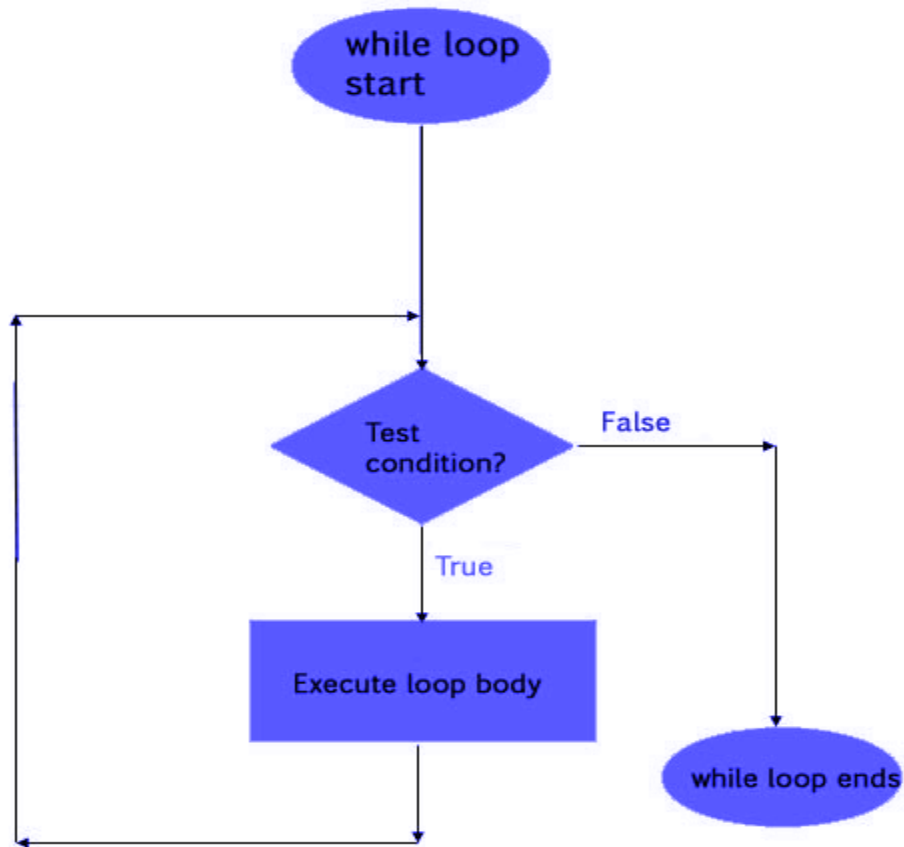 while loop
start
Test
condition?
False
True
Execute loop body
while loop ends